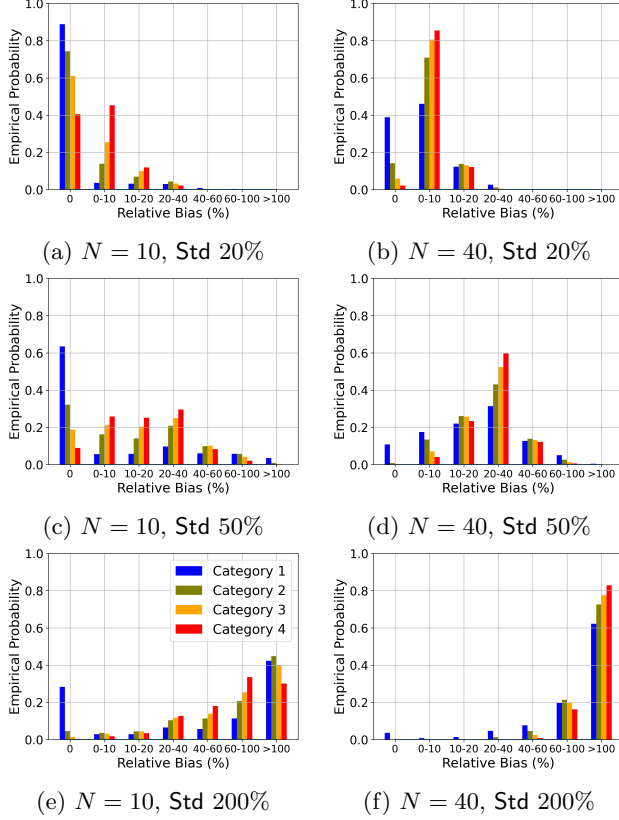 1.0
0.8
0.6
0.4
0.2
0.0
Empirical Probability
0 0-10 10-20 20-40 40-60 60-100 >100
Relative Bias (%)
(a) N = 10, Std 20%
1.0
0.8
0.6
0.4
0.2
0.0
Empirical Probability
0 0-10 10-20 20-40 40-60 60-100 >100
Relative Bias (%)
(b) N = 40, Std 20%
1.0
0.8
0.6
0.4
0.2
0.0
Empirical Probability
0 0-10 10-20 20-40 40-60 60-100 >100
Relative Bias (%)
(c) N = 10, Std 50%
1.0
0.8
0.6
0.4
0.2
0.0
Empirical Probability
0 0-10 10-20 20-40 40-60 60-100 >100
Relative Bias (%)
(d) N = 40, Std 50%
1.0
0.8
0.6
0.4
0.2
0.0
Empirical Probability
Category 1
Category 2
Category 3
Category 4
0 0-10 10-20 20-40 40-60 60-100 >100
Relative Bias (%)
(e) N = 10, Std 200%
1.0
0.8
0.6
0.4
0.2
0.0
Empirical Probability
0 0-10 10-20 20-40 40-60 60-100 >100
Relative Bias (%)
(f) N = 40, Std 200%